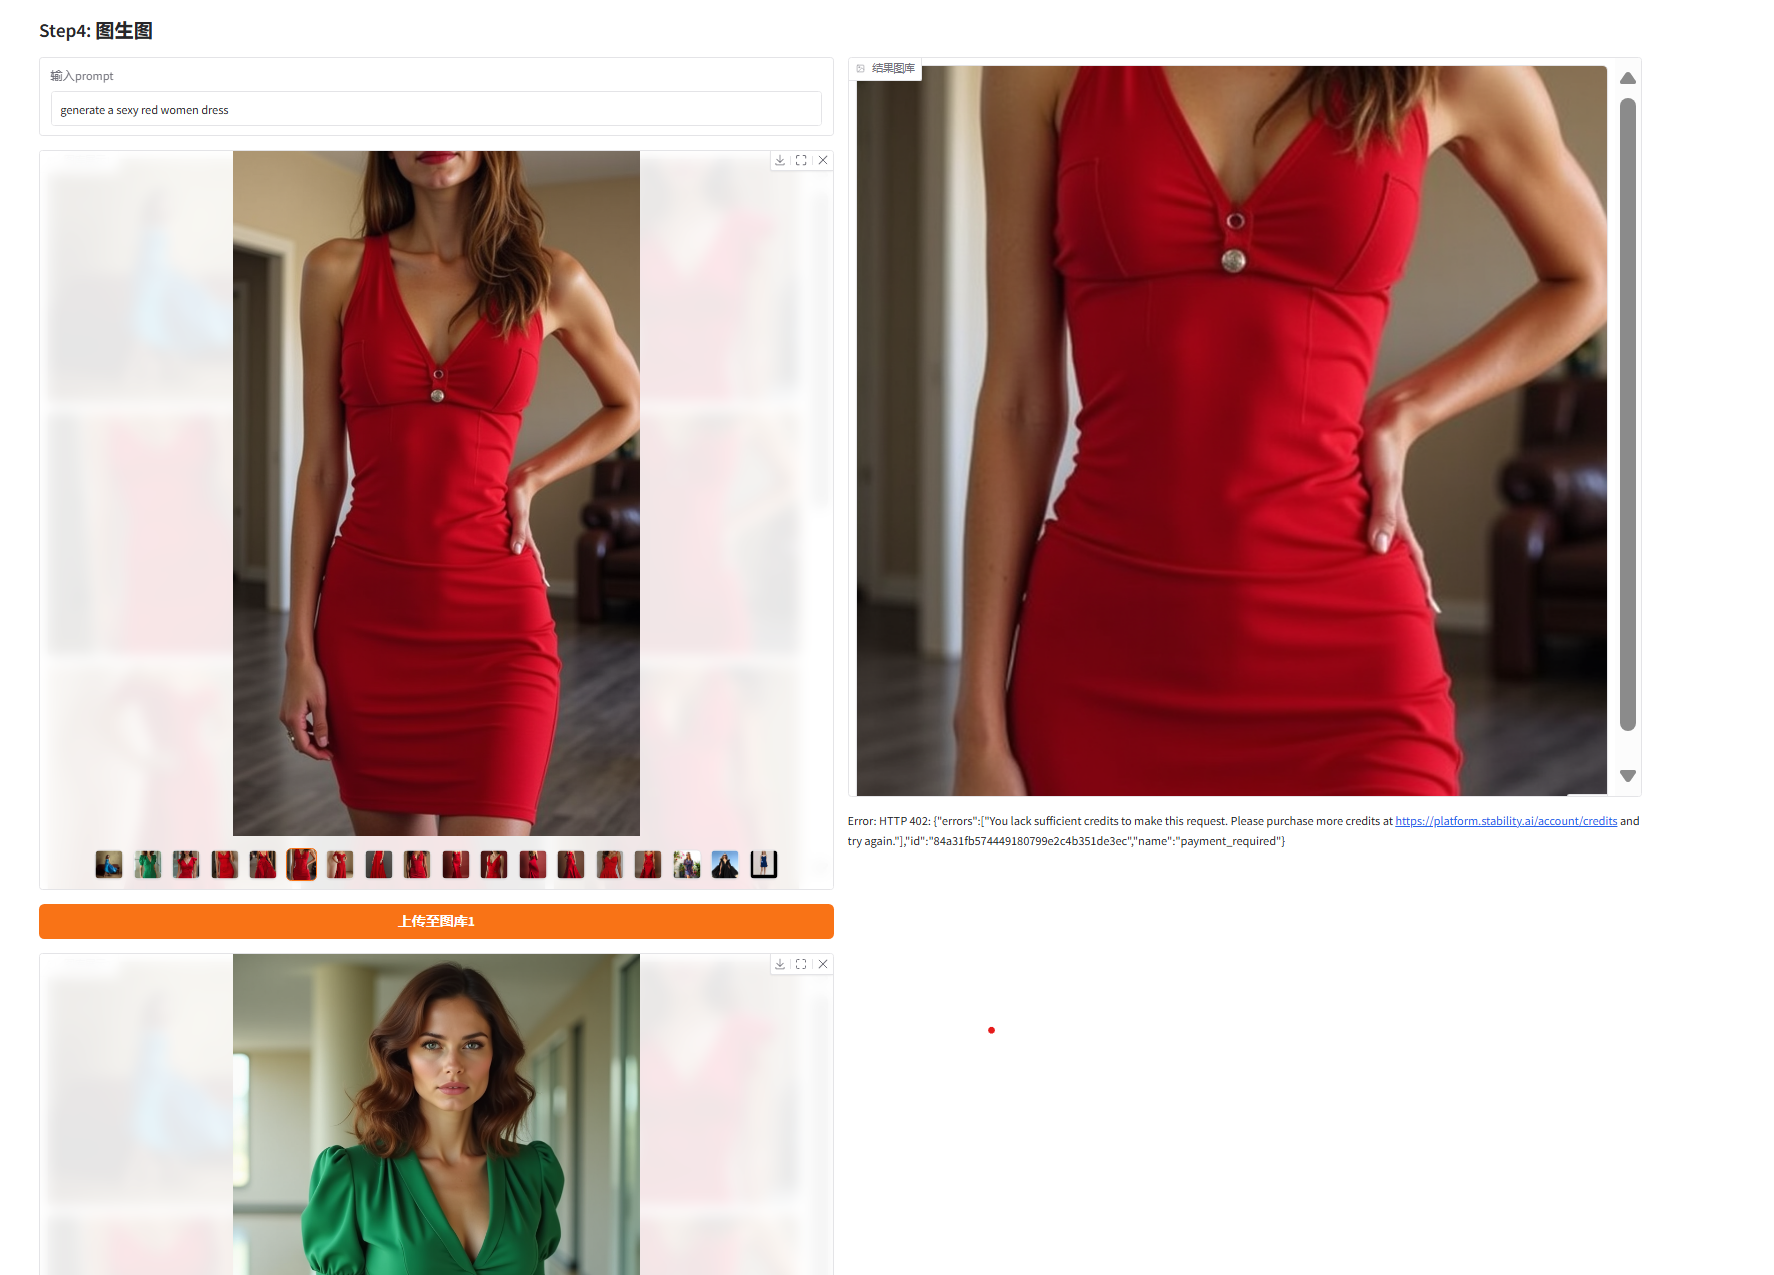 Step4: 图生图
输入prompt
generate a sexy red women dress
上传至图库1
结果图库
Error: HTTP 402: {"errors":["You lack sufficient credits to make this request. Please purchase more credits at https://platform.stability.ai/account/credits and
try again."],"id":"84a31fb574449180799e2c4b351de3ec","name":"payment_required"}